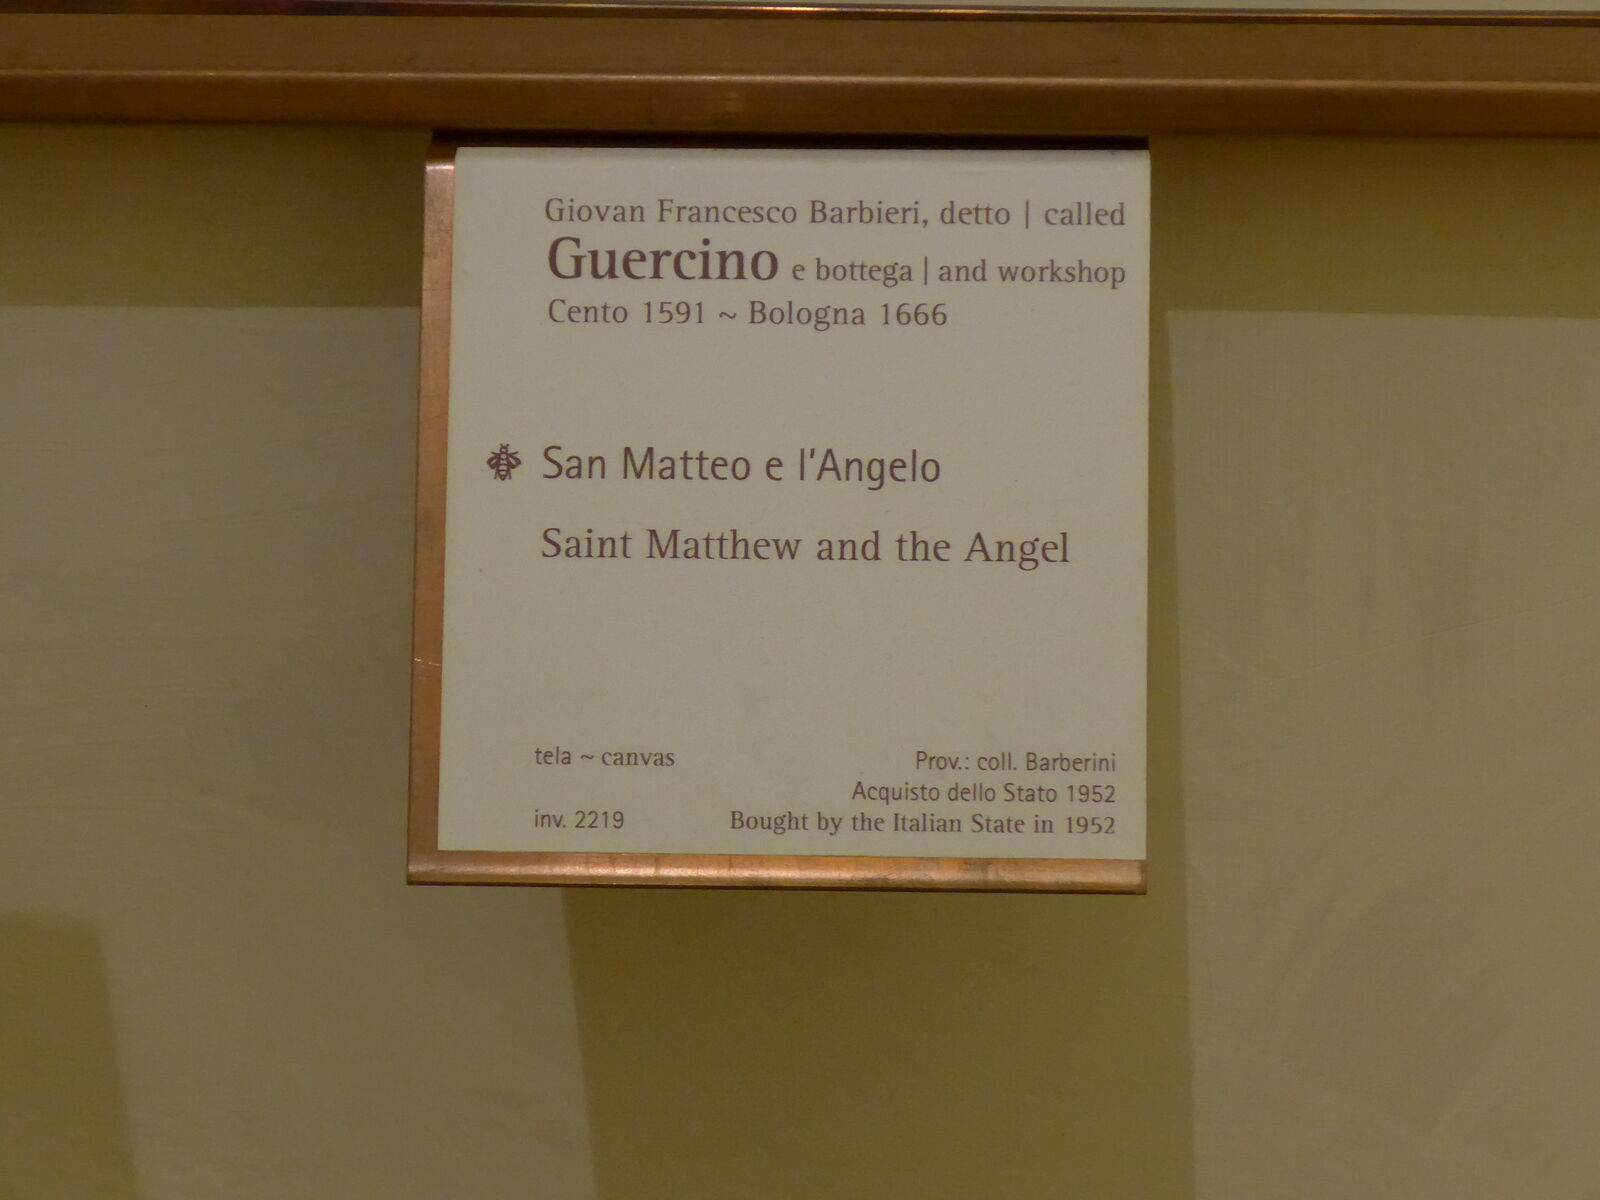 Giovan Francesco Barbieri, detto | called
Guercino e bottega | and workshop
Cento 1591 ~ Bologna 1666
San Matteo e l'Angelo
Saint Matthew and the Angel
tela ~ canvas
inv. 2219
Prov.: coll. Barberini
Acquisto dello Stato 1952
Bought by the Italian State in 1952